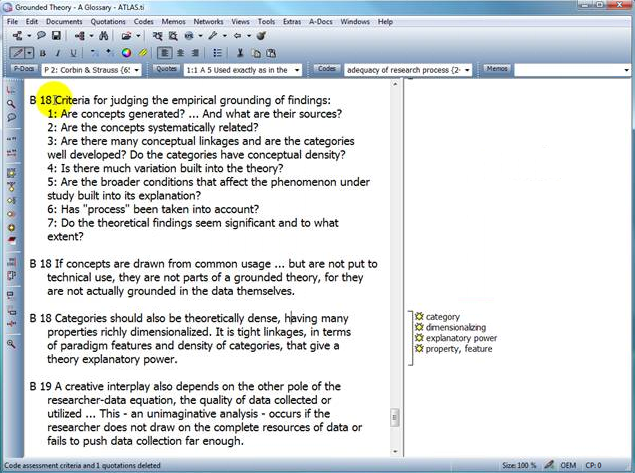 Grounded Theory - A Glossary - ATLAS.ti
File Edit Documents Quotations Codes Memos Networks Views Tools Extras A-Docs Windows Help
P-Docs P 2: Corbin & Strauss {65 Quotes 1:1 A 5 Used exactly as in the Codes adequacy of research process {2- Memos
B 18 Criteria for judging the empirical grounding of findings:
1: Are concepts generated? ... And what are their sources?
2: Are the concepts systematically related?
3: Are there many conceptual linkages and are the categories
well developed? Do the categories have conceptual density?
4: Is there much variation built into the theory?
5: Are the broader conditions that affect the phenomenon under
study built into its explanation?
6: Has "process" been taken into account?
7: Do the theoretical findings seem significant and to what
extent?
B 18 If concepts are drawn from common usage ... but are not put to
technical use, they are not parts of a grounded theory, for they
are not actually grounded in the data themselves.
B 18 Categories should also be theoretically dense, having many
properties richly dimensionalized. It is tight linkages, in terms
of paradigm features and density of categories, that give a
theory explanatory power.
category
dimensionalizing
explanatory power
property, feature
B 19 A creative interplay also depends on the other pole of the
researcher-data equation, the quality of data collected or
utilized ... This - an unimaginative analysis - occurs if the
researcher does not draw on the complete resources of data or
fails to push data collection far enough.
Code assessment criteria and 1 quotations deleted Size: 100 % OEM CP: 0